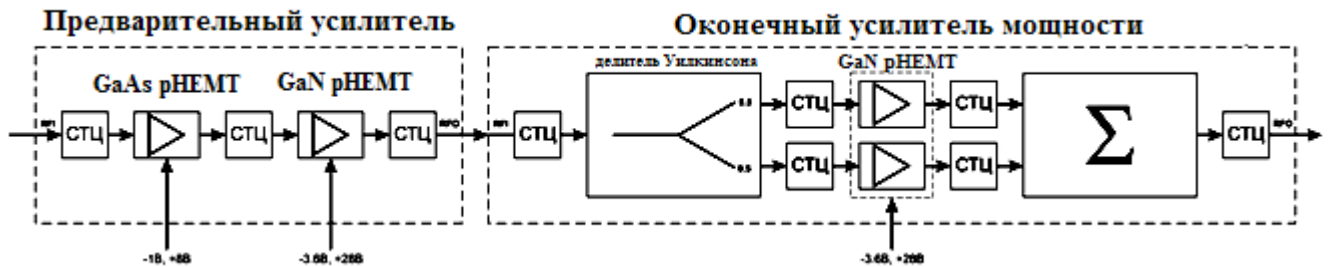 Предварительный усилитель
Оконечный усилитель мощности
GaAs pHEMT
GaN pHEMT
делитель Уилкинсона
GaN pHEMT
СТЦ
СТЦ
СТЦ
СТЦ
СТЦ
СТЦ
СТЦ
СТЦ
Σ
СТЦ
-1В, +8В
-3.6В, +28В
-3.6В, +28В